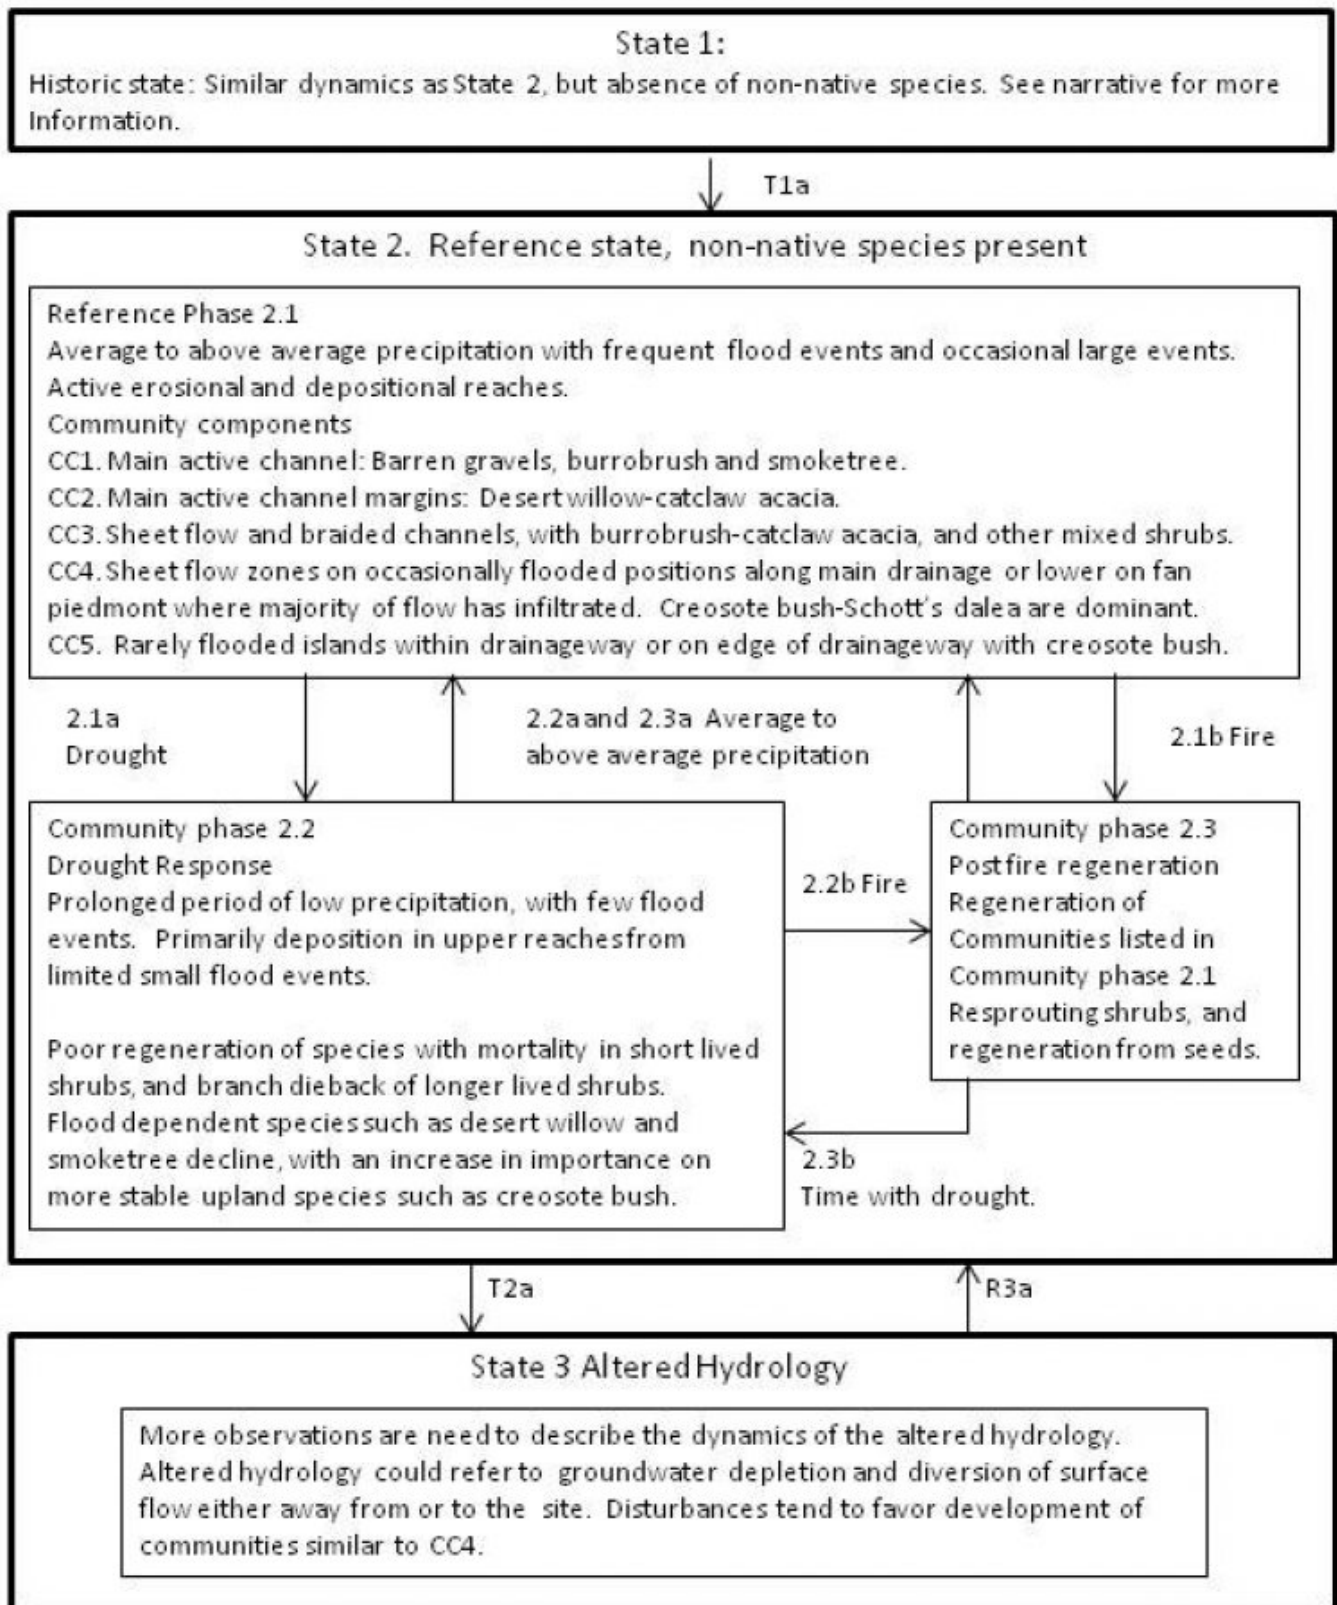 State 1:
Historic state: Similar dynamics as State 2, but absence of non-native species. See narrative for more
Information.
T1a
State 2. Reference state, non-native species present
Reference Phase 2.1
Average to above average precipitation with frequent flood events and occasional large events.
Active erosional and depositional reaches.
Community components
CC1. Main active channel: Barren gravels, burrobrush and smoketree.
CC2. Main active channel margins: Desert willow-catclaw acacia.
CC3. Sheet flow and braided channels, with burrobrush-catclaw acacia, and other mixed shrubs.
CC4. Sheet flow zones on occasionally flooded positions along main drainage or lower on fan
piedmont where majority of flow has infiltrated. Creosote bush-Schott's dalea are dominant.
CC5. Rarely flooded islands within drainageway or on edge of drainageway with creosote bush.
2.1a
Drought
2.2a and 2.3a Average to
above average precipitation
2.1b Fire
Community phase 2.2
Drought Response
Prolonged period of low precipitation, with few flood
events. Primarily deposition in upper reaches from
limited small flood events.
Poor regeneration of species with mortality in short lived
shrubs, and branch dieback of longer lived shrubs.
Flood dependent species such as desert willow and
smoketree decline, with an increase in importance on
more stable upland species such as creosote bush.
2.2b Fire
Community phase 2.3
Postfire regeneration
Regeneration of
Communities listed in
Community phase 2.1
Resprouting shrubs, and
regeneration from seeds.
2.3b
Time with drought.
T2a
R3a
State 3 Altered Hydrology
More observations are need to describe the dynamics of the altered hydrology.
Altered hydrology could refer to groundwater depletion and diversion of surface
flow either away from or to the site. Disturbances tend to favor development of
communities similar to CC4.